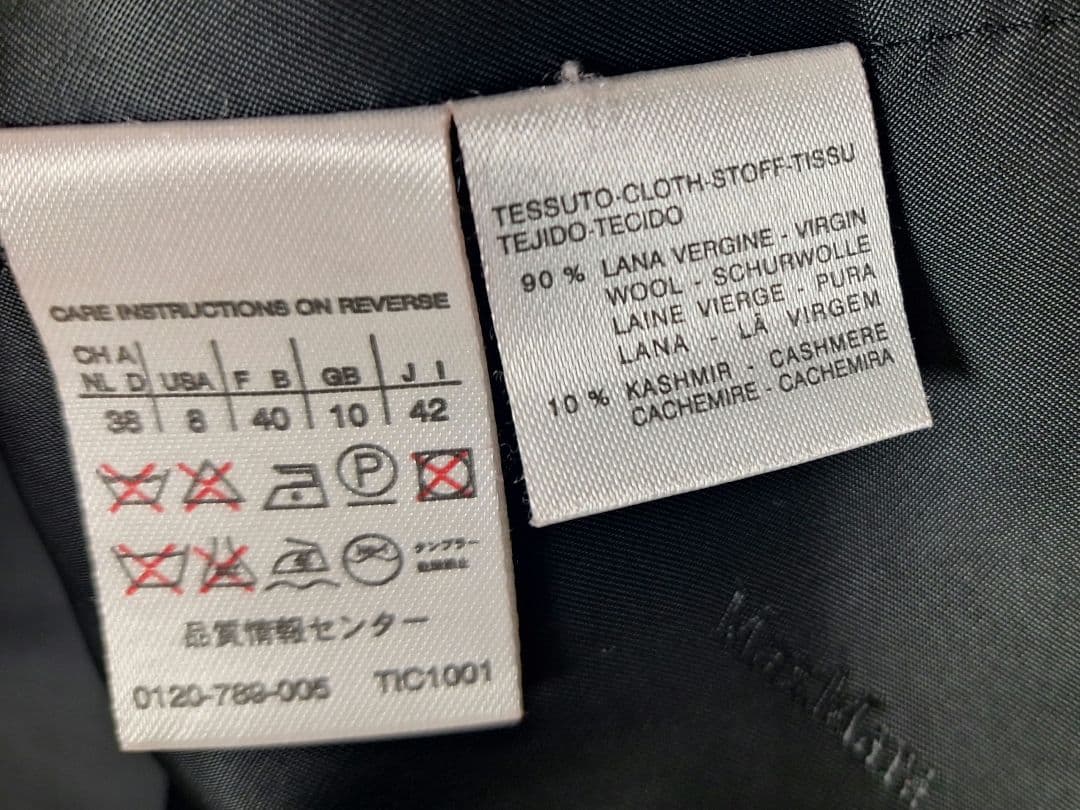 CARE INSTRUCTIONS ON REVERSE
CH A
NL D USA F B GB J I
38 8 40 10 42
P
タンブラー
品質情報センター
0120-789-005 TIC1001
TESSUTO-CLOTH-STOFF-TISSU
TEJIDO-TECIDO
90 % LANA VERGINE - VIRGIN
WOOL - SCHURWOLLE
LAINE VIERGE - PURA
LANA - LÀ VIRGEM
10 % KASHMIR - CASHMERE
CACHEMIRE - CACHEMIRA
MaxMara